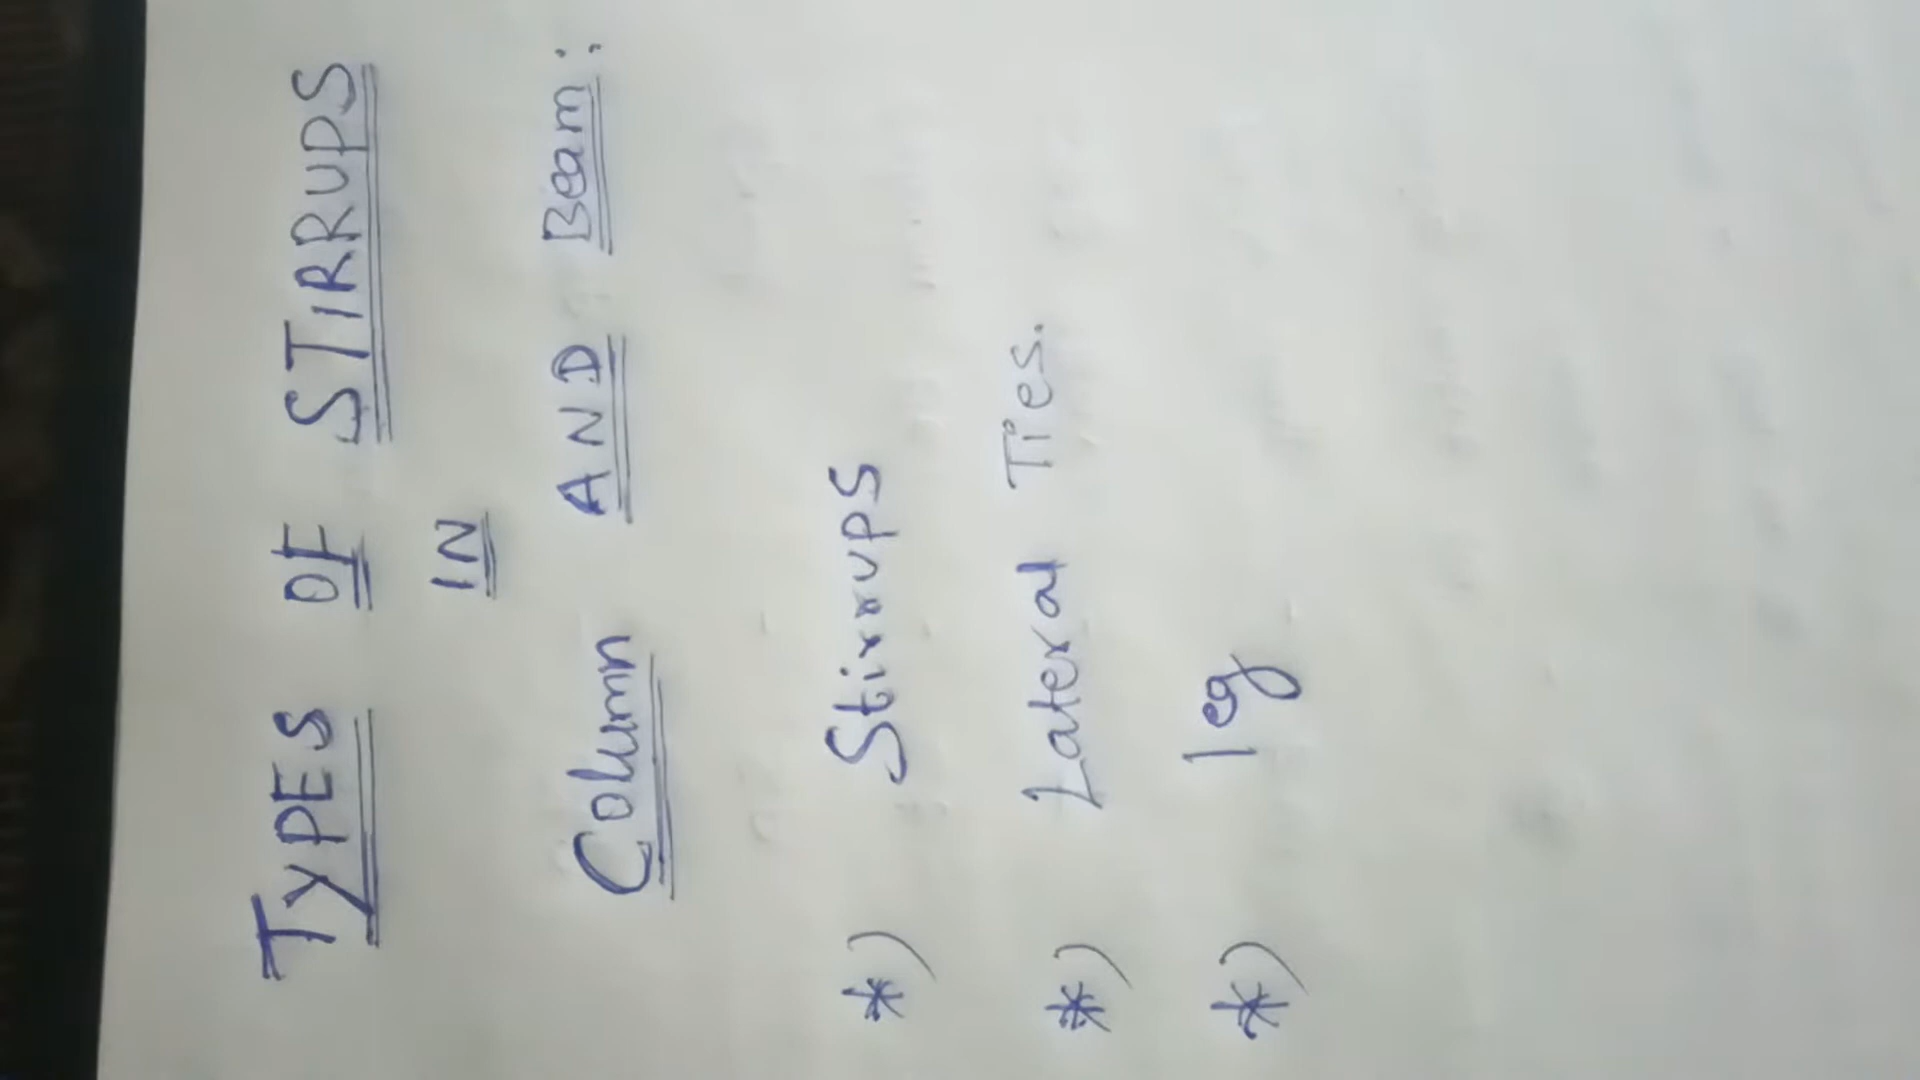 TYPES OF STIRRUPS
IN
Column AND Beam:
*) Stirrups
*) Lateral Ties.
*) leg